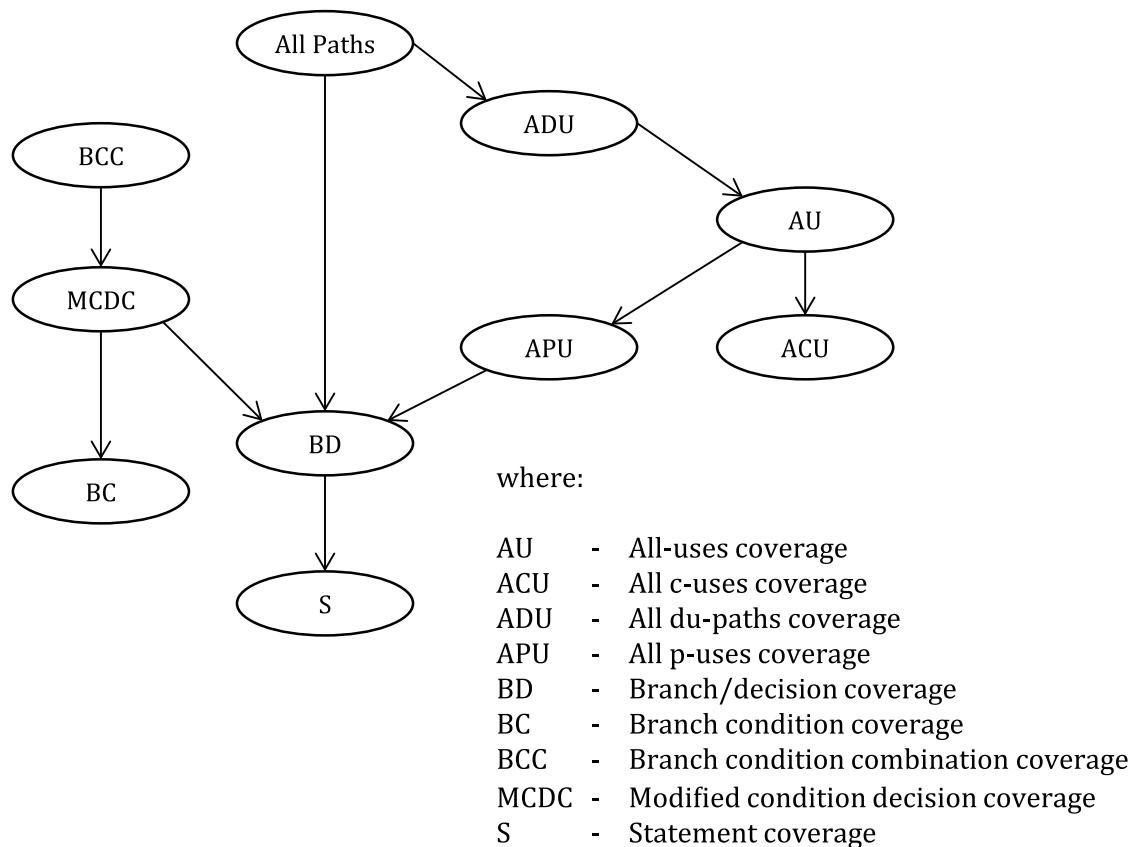 All Paths
ADU
BCC
AU
MCDC
APU
ACU
BD
BC
S
where:
AU - All-uses coverage
ACU - All c-uses coverage
ADU - All du-paths coverage
APU - All p-uses coverage
BD - Branch/decision coverage
BC - Branch condition coverage
BCC - Branch condition combination coverage
MCDC - Modified condition decision coverage
S - Statement coverage